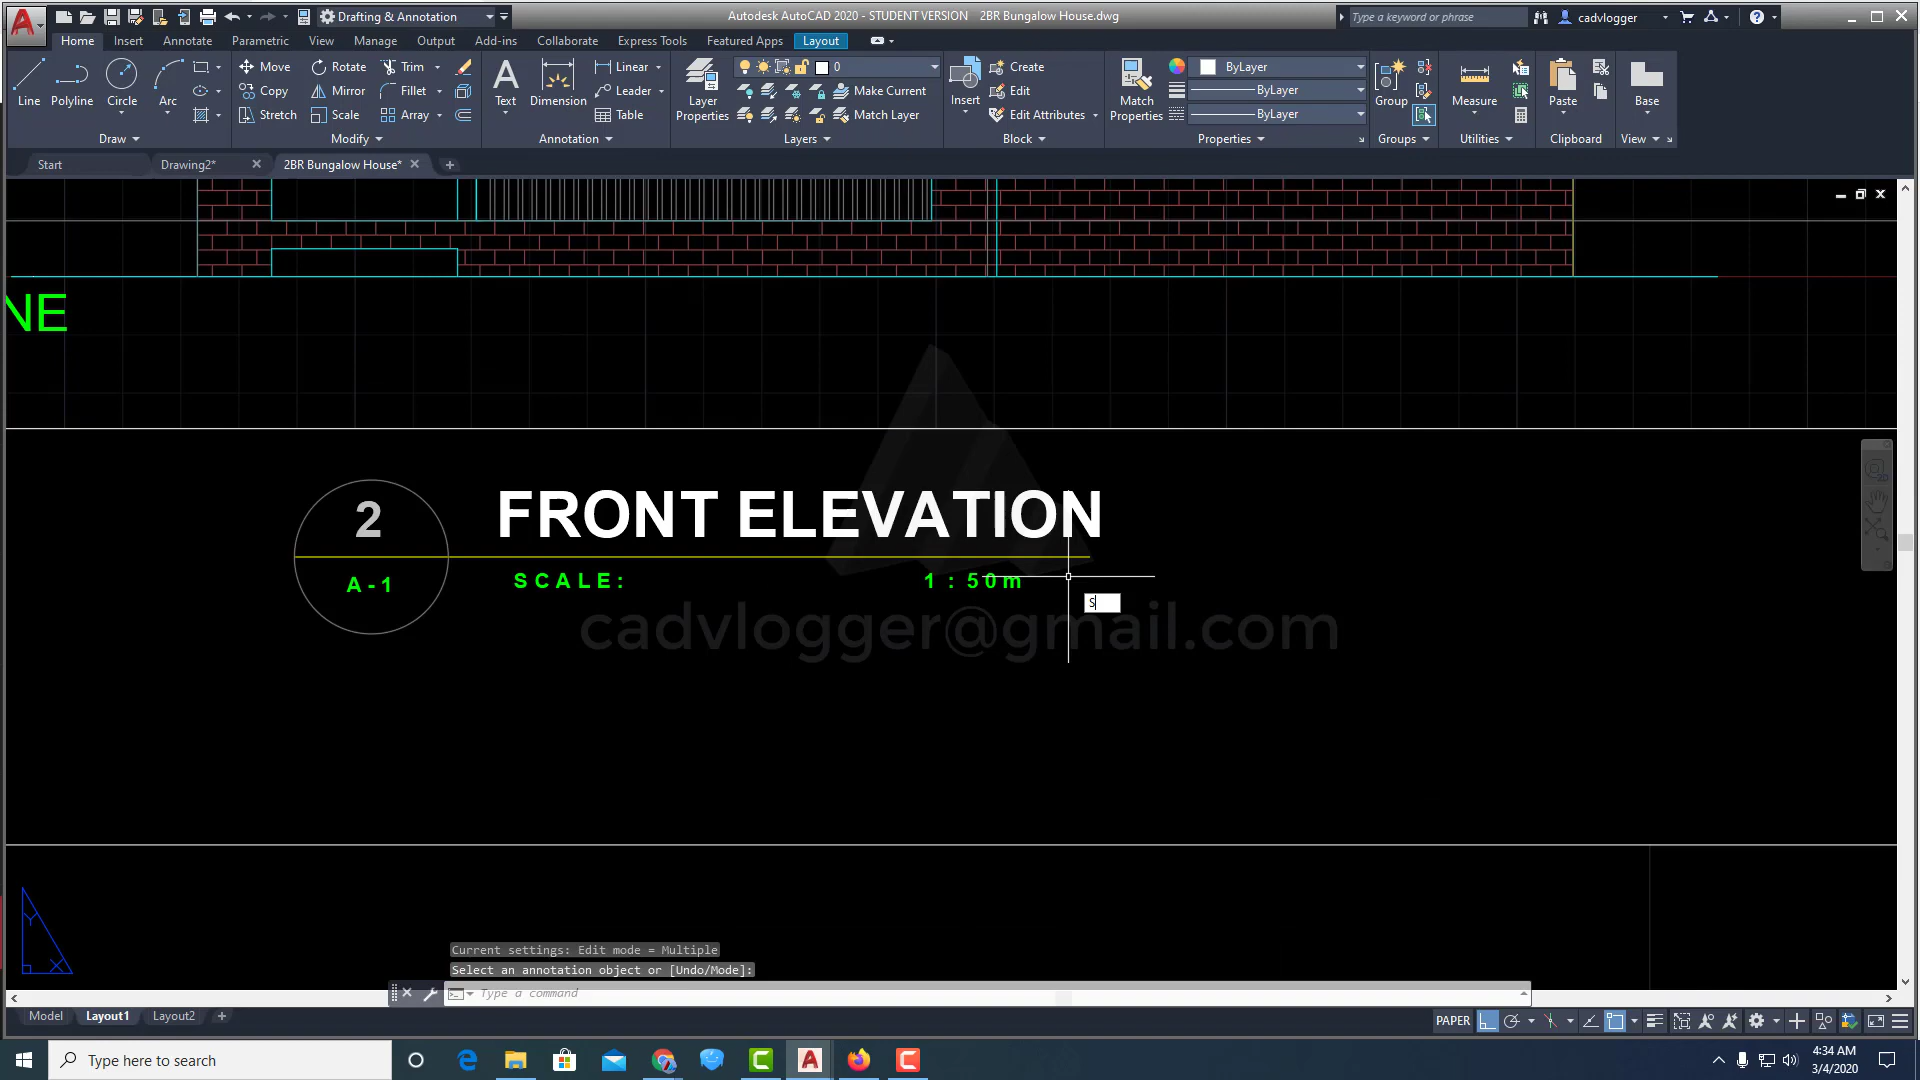 Drafting & Annotation
Autodesk AutoCAD 2020 - STUDENT VERSION 2BR Bungalow House.dwg
Type a keyword or phrase
cadvlogger
Home Insert Annotate Parametric View Manage Output Add-ins Collaborate Express Tools Featured Apps Layout
Line Polyline Circle Arc
Move Rotate Trim
Copy Mirror Fillet
Stretch Scale Array
Text Dimension
Linear
Leader
Table
Layer Properties
0
Make Current
Match Layer
Insert
Create
Edit
Edit Attributes
Match Properties
ByLayer
ByLayer
ByLayer
Group
Measure
Paste
Base
Draw Modify Annotation Layers Block Properties Groups Utilities Clipboard View
Start Drawing2* 2BR Bungalow House*
NE
2
FRONT ELEVATION
A-1
SCALE:
1 : 50m
S
cadvlogger@gmail.com
Y
X
Current settings: Edit mode = Multiple
Select an annotation object or [Undo/Mode]:
Type a command
Model Layout1 Layout2
PAPER
Type here to search
4:34 AM
3/4/2020